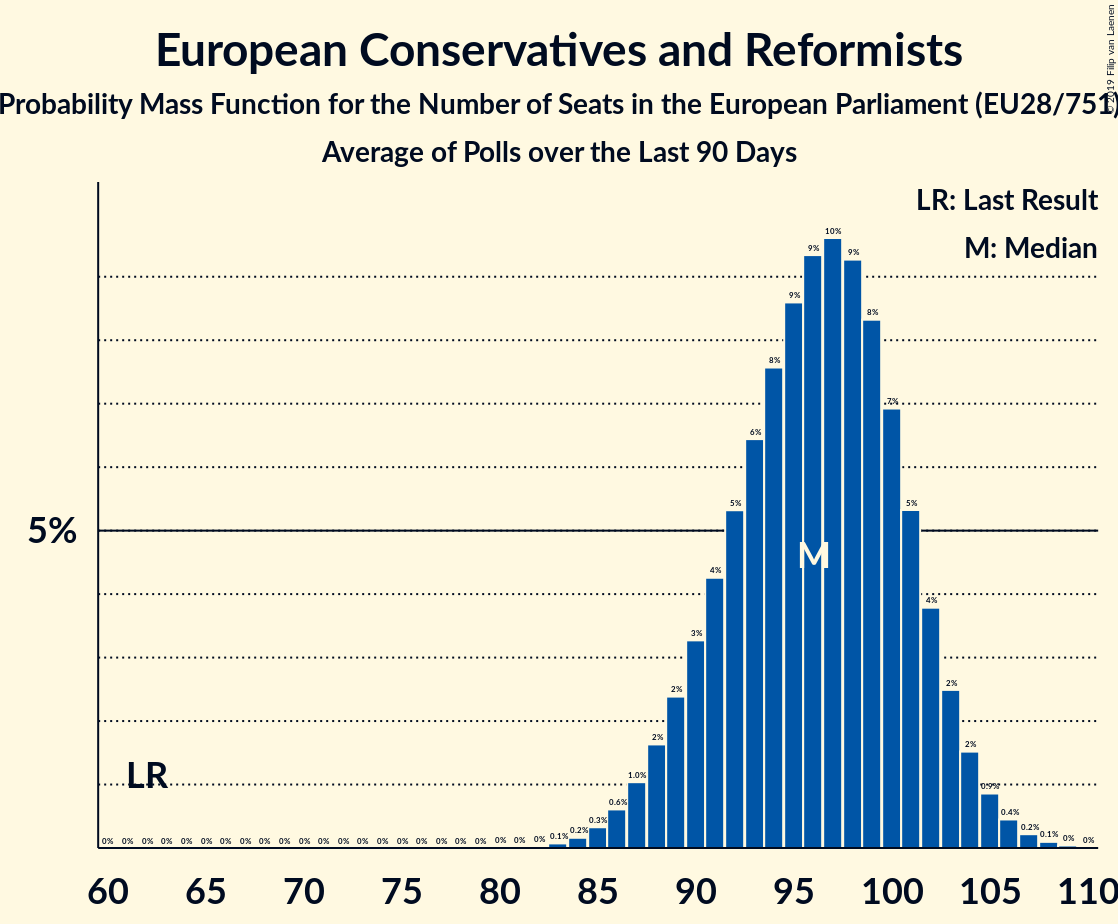 European Conservatives and Reformists
© 2019 Filip van Laenen
Probability Mass Function for the Number of Seats in the European Parliament (EU28/751)
Average of Polls over the Last 90 Days
LR: Last Result
M: Median
5%
0% 0% 0% 0% 0% 0% 0% 0% 0% 0% 0% 0% 0% 0% 0% 0% 0% 0% 0% 0% 0% 0% 0% 0.1% 0.2% 0.3% 0.6% 1.0% 2% 2% 3% 4% 5% 6% 8% 9% 9% 10% 9% 8% 7% 5% 4% 2% 2% 0.9% 0.4% 0.2% 0.1% 0% 0%
M
LR
60 65 70 75 80 85 90 95 100 105 110